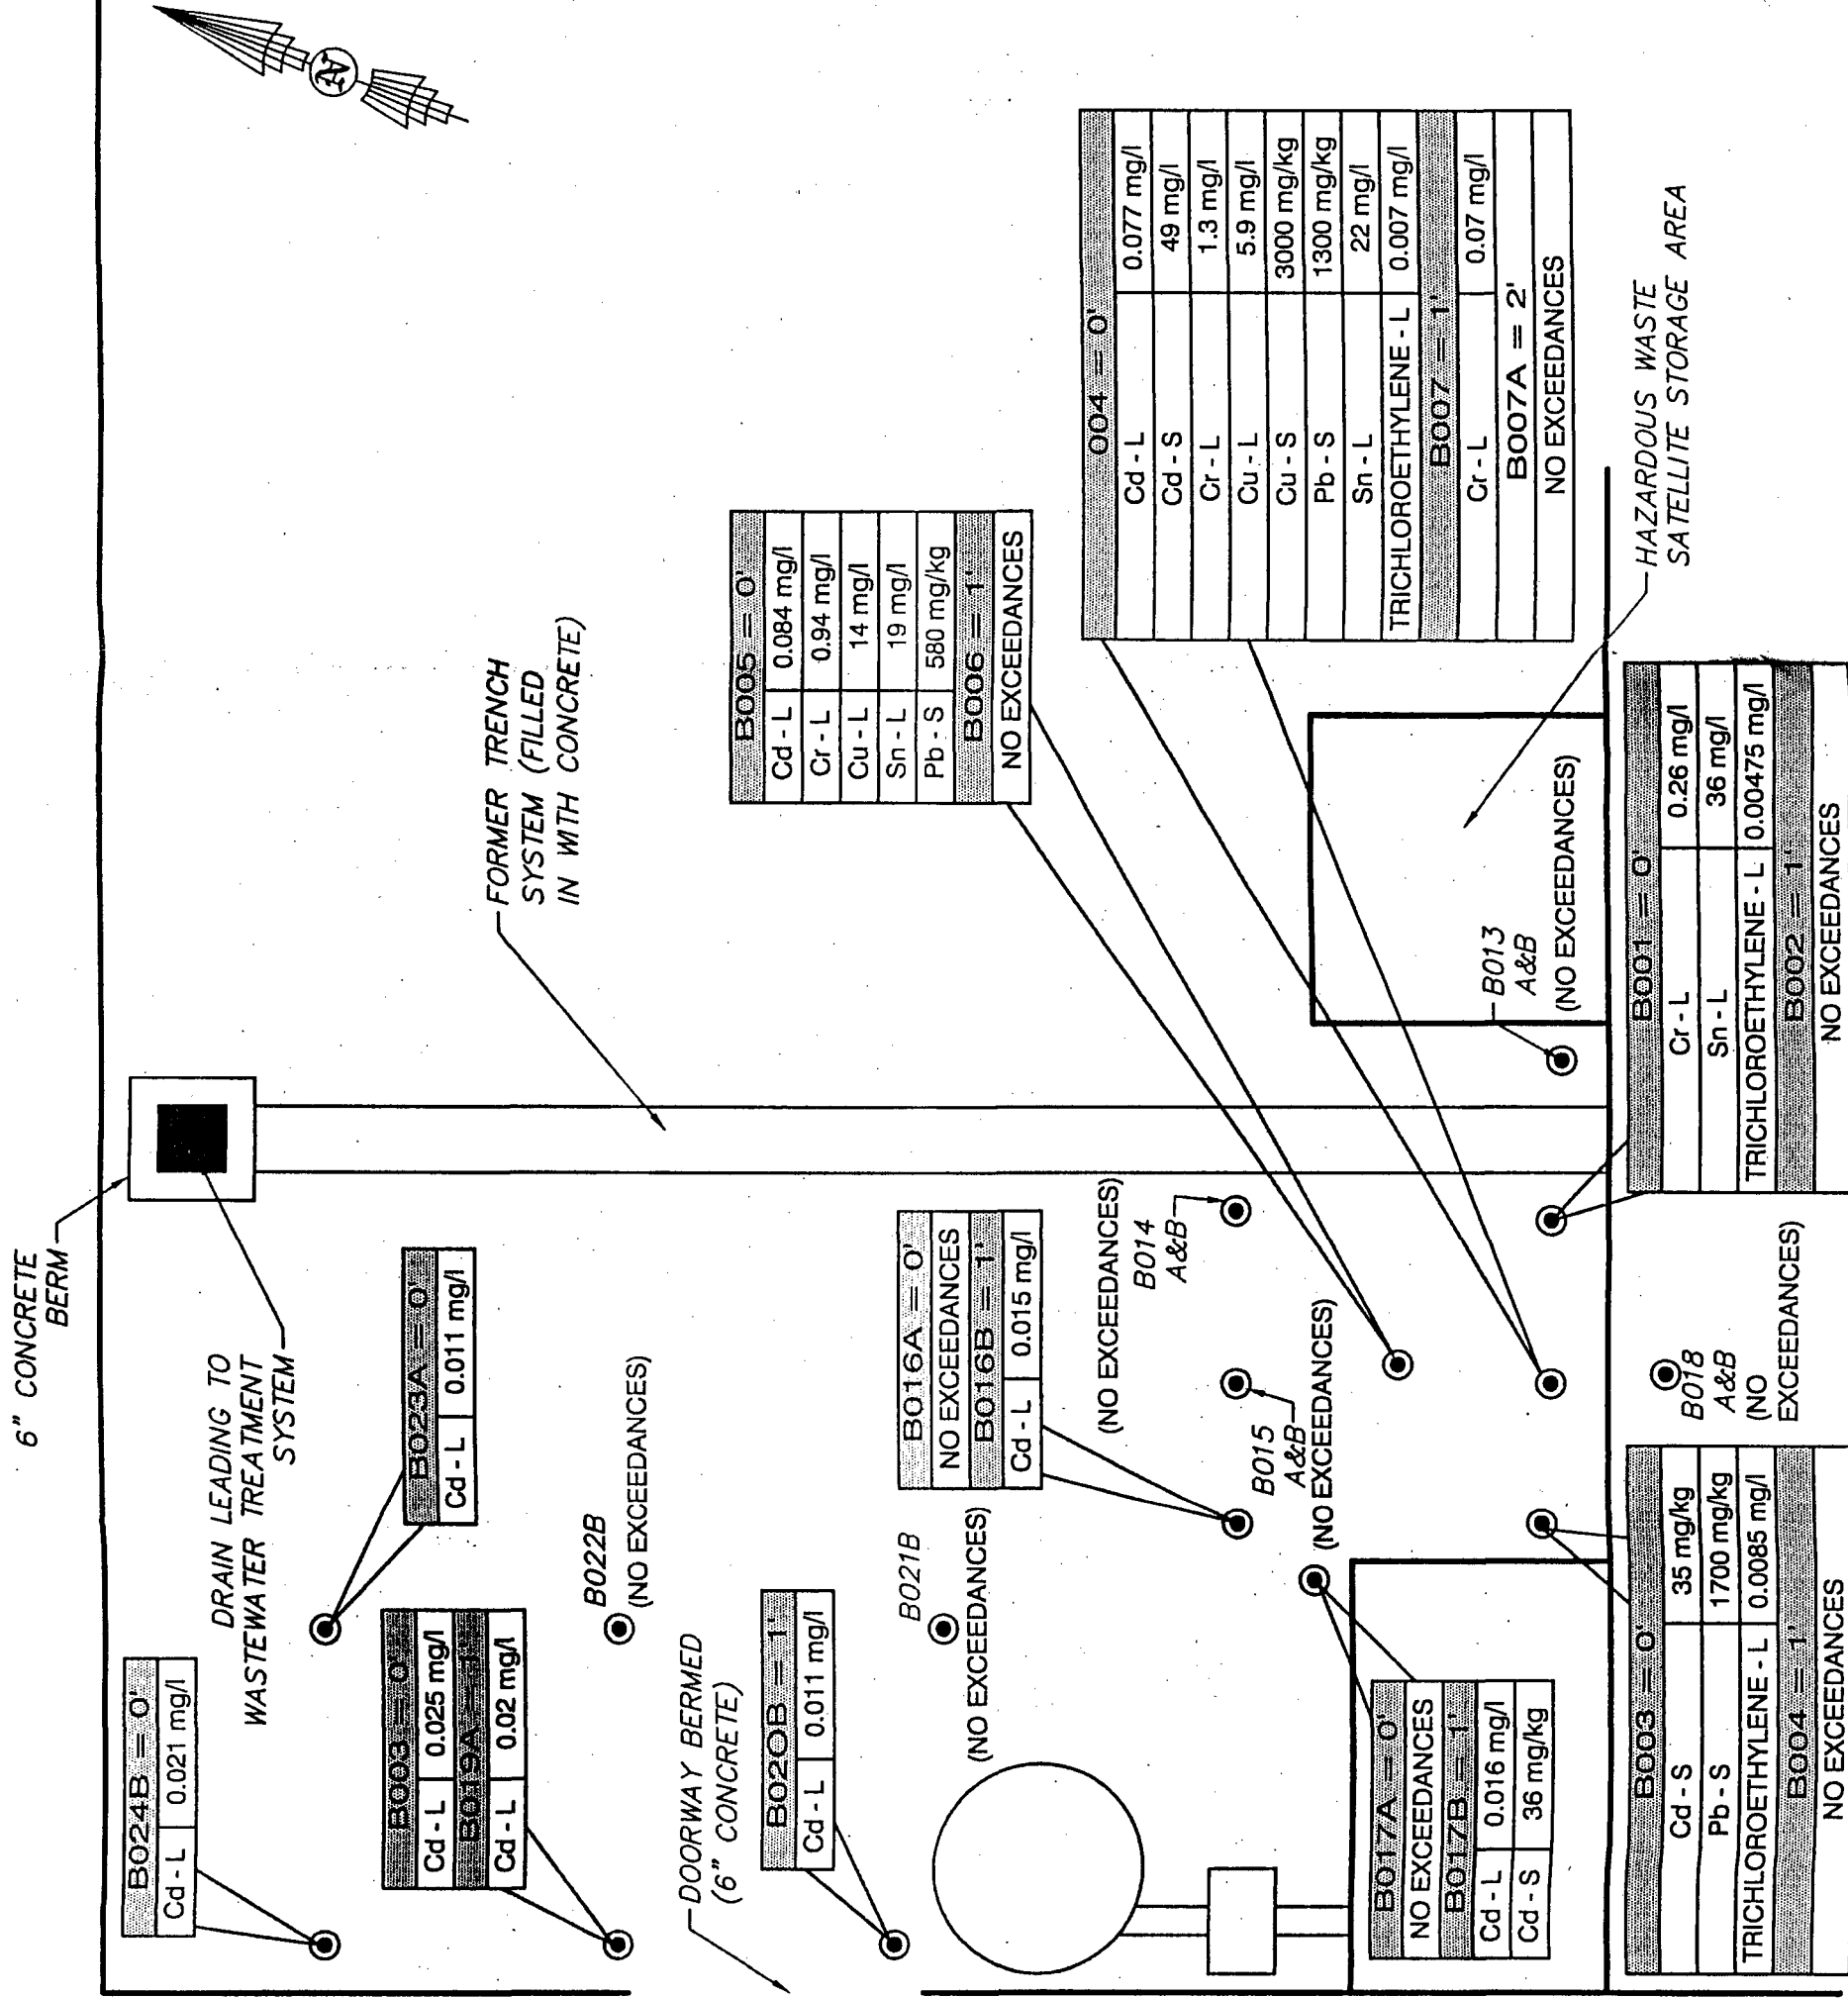 6" CONCRETE
BERM
N
DRAIN LEADING TO
WASTEWATER TREATMENT
SYSTEM
FORMER TRENCH
SYSTEM (FILLED
IN WITH CONCRETE)
B024B = 0'
Cd - L 0.021 mg/l
B023A = 0'
Cd - L 0.011 mg/l
B003 = 0'
Cd - L 0.025 mg/l
B019A = 1'
Cd - L 0.02 mg/l
B022B
(NO EXCEEDANCES)
DOORWAY BERMED
(6" CONCRETE)
B020B = 1'
Cd - L 0.011 mg/l
B021B
(NO EXCEEDANCES)
B016A = 0'
NO EXCEEDANCES
B016B = 1'
Cd - L 0.015 mg/l
B005 = 0'
Cd - L 0.084 mg/l
Cr - L 0.94 mg/l
Cu - L 14 mg/l
Sn - L 19 mg/l
Pb - S 580 mg/kg
B006 = 1'
NO EXCEEDANCES
(NO EXCEEDANCES)
B014
A&B
B015
A&B
(NO EXCEEDANCES)
004 = 0'
Cd - L 0.077 mg/l
Cd - S 49 mg/l
Cr - L 1.3 mg/l
Cu - L 5.9 mg/l
Cu - S 3000 mg/kg
Pb - S 1300 mg/kg
Sn - L 22 mg/l
TRICHLOROETHYLENE - L 0.007 mg/l
B007 = 1'
Cr - L 0.07 mg/l
B007A = 2'
NO EXCEEDANCES
B017A = 0'
NO EXCEEDANCES
B017B = 1'
Cd - L 0.016 mg/l
Cd - S 36 mg/kg
B013
A&B
(NO EXCEEDANCES)
HAZARDOUS WASTE
SATELLITE STORAGE AREA
B003 = 0'
Cd - S 35 mg/kg
Pb - S 1700 mg/kg
TRICHLOROETHYLENE - L 0.0085 mg/l
B004 = 1'
NO EXCEEDANCES
B018
A&B
(NO
EXCEEDANCES)
B001 = 0'
Cr - L 0.26 mg/l
Sn - L 36 mg/l
TRICHLOROETHYLENE - L 0.00475 mg/l
B002 = 1'
NO EXCEEDANCES